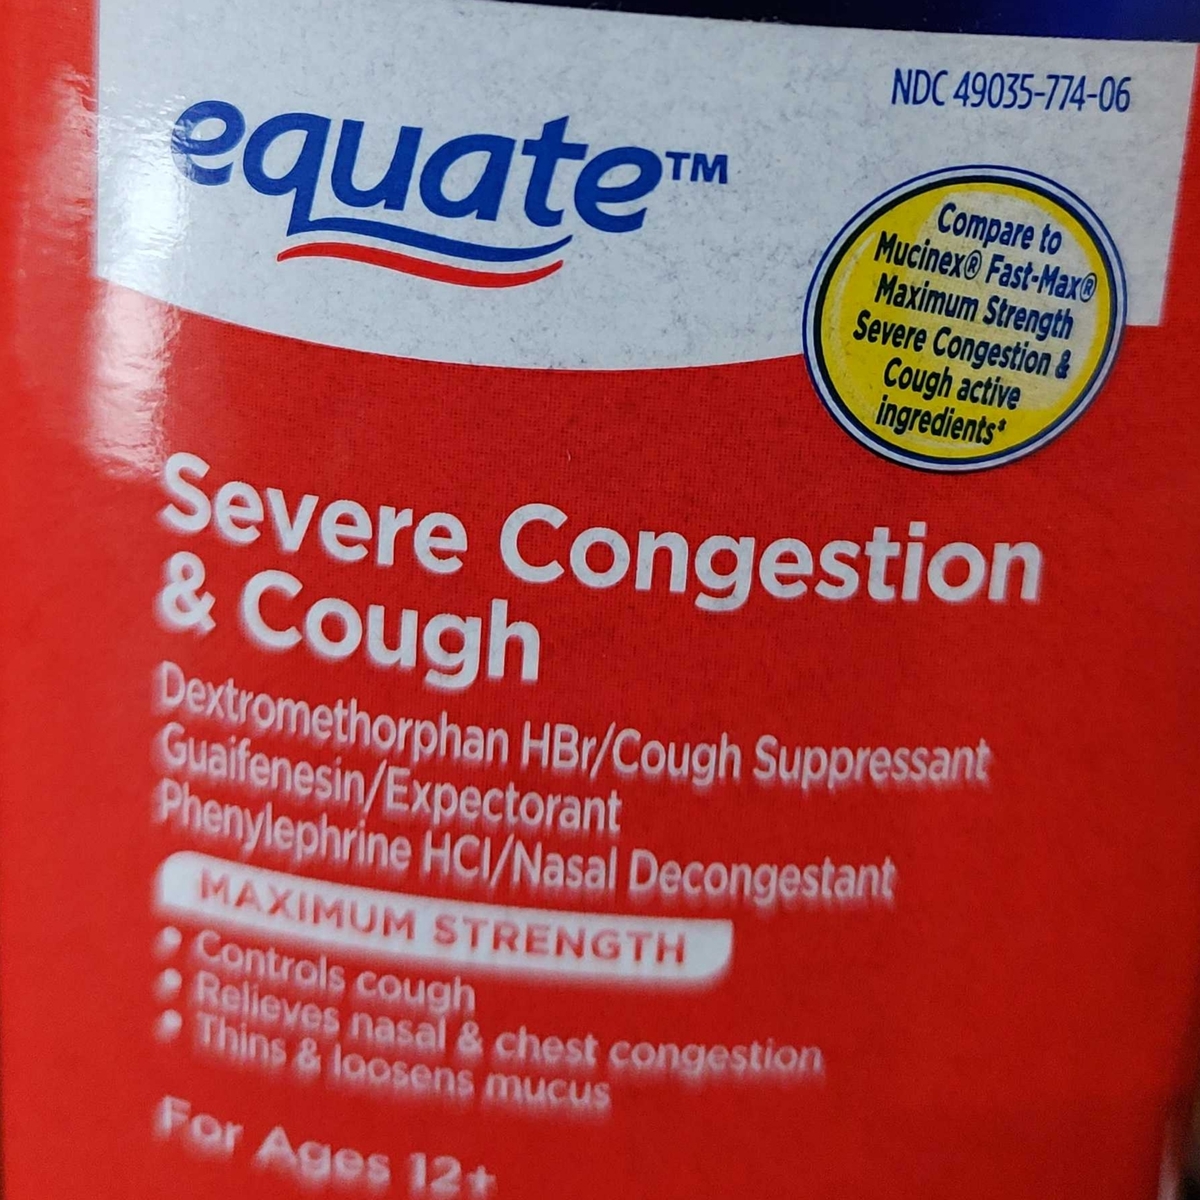 NDC 49035-774-06
equate™
Compare to
Mucinex® Fast-Max®
Maximum Strength
Severe Congestion &
Cough active
ingredients*
Severe Congestion
& Cough
Dextromethorphan HBr/Cough Suppressant
Guaifenesin/Expectorant
Phenylephrine HCl/Nasal Decongestant
MAXIMUM STRENGTH
• Controls cough
• Relieves nasal & chest congestion
• Thins & loosens mucus
For Ages 12+